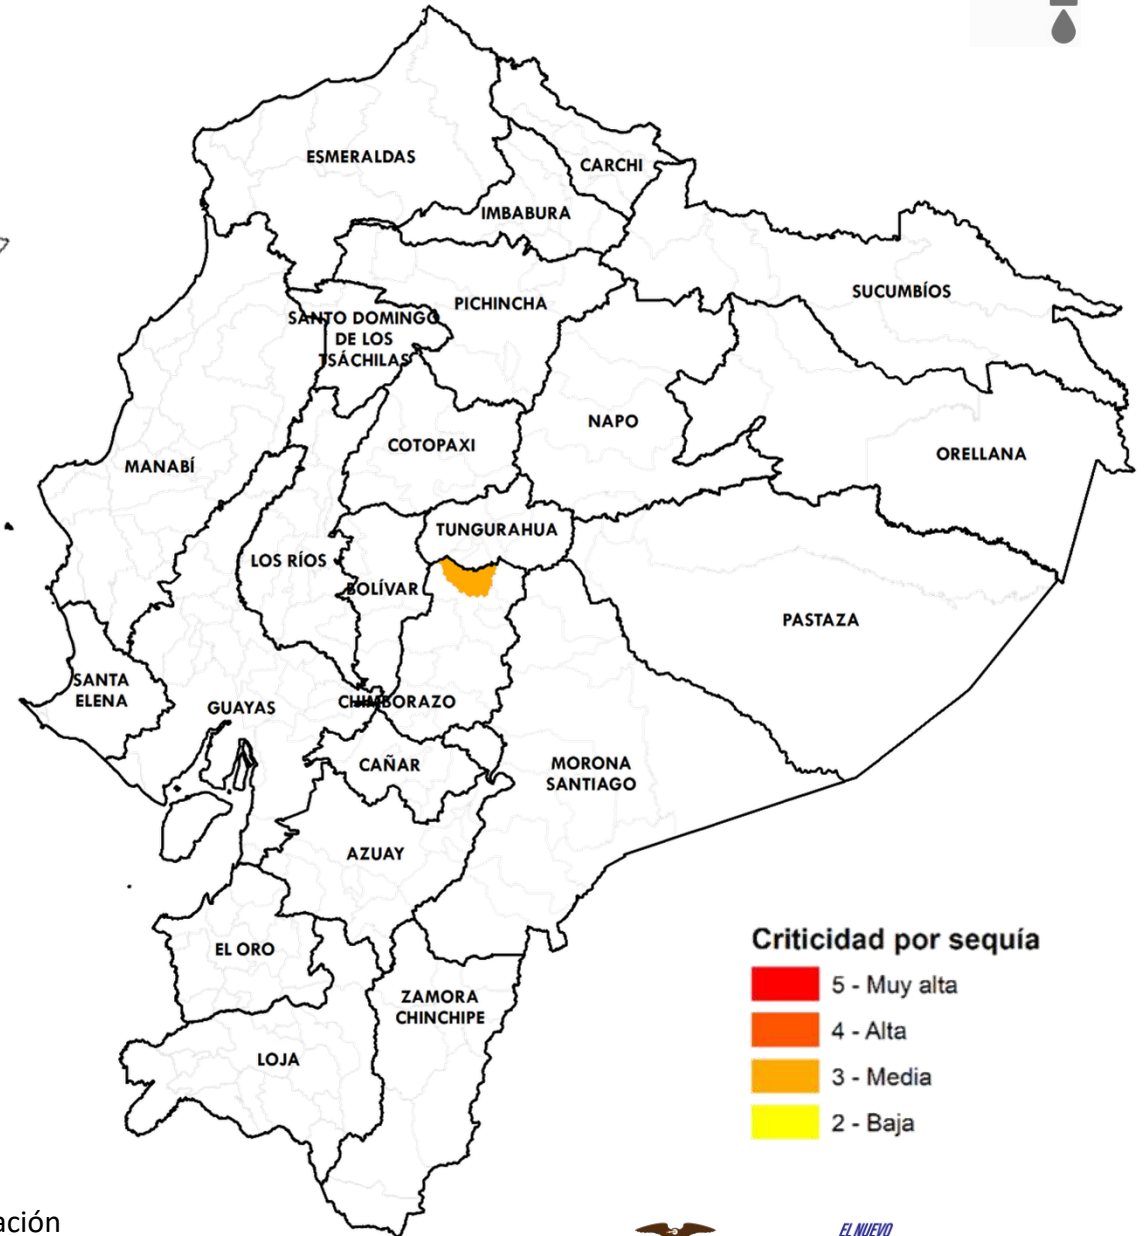 ESMERALDAS
CARCHI
IMBABURA
SUCUMBÍOS
PICHINCHA
SANTO DOMINGO
DE LOS
TSÁCHILAS
NAPO
COTOPAXI
ORELLANA
MANABÍ
TUNGURAHUA
LOS RÍOS
BOLÍVAR
PASTAZA
SANTA
ELENA
CHIMBORAZO
GUAYAS
CAÑAR
MORONA
SANTIAGO
AZUAY
EL ORO
ZAMORA
CHINCHIPE
LOJA
Criticidad por sequía
5 - Muy alta
4 - Alta
3 - Media
2 - Baja
ación
EL NUEVO